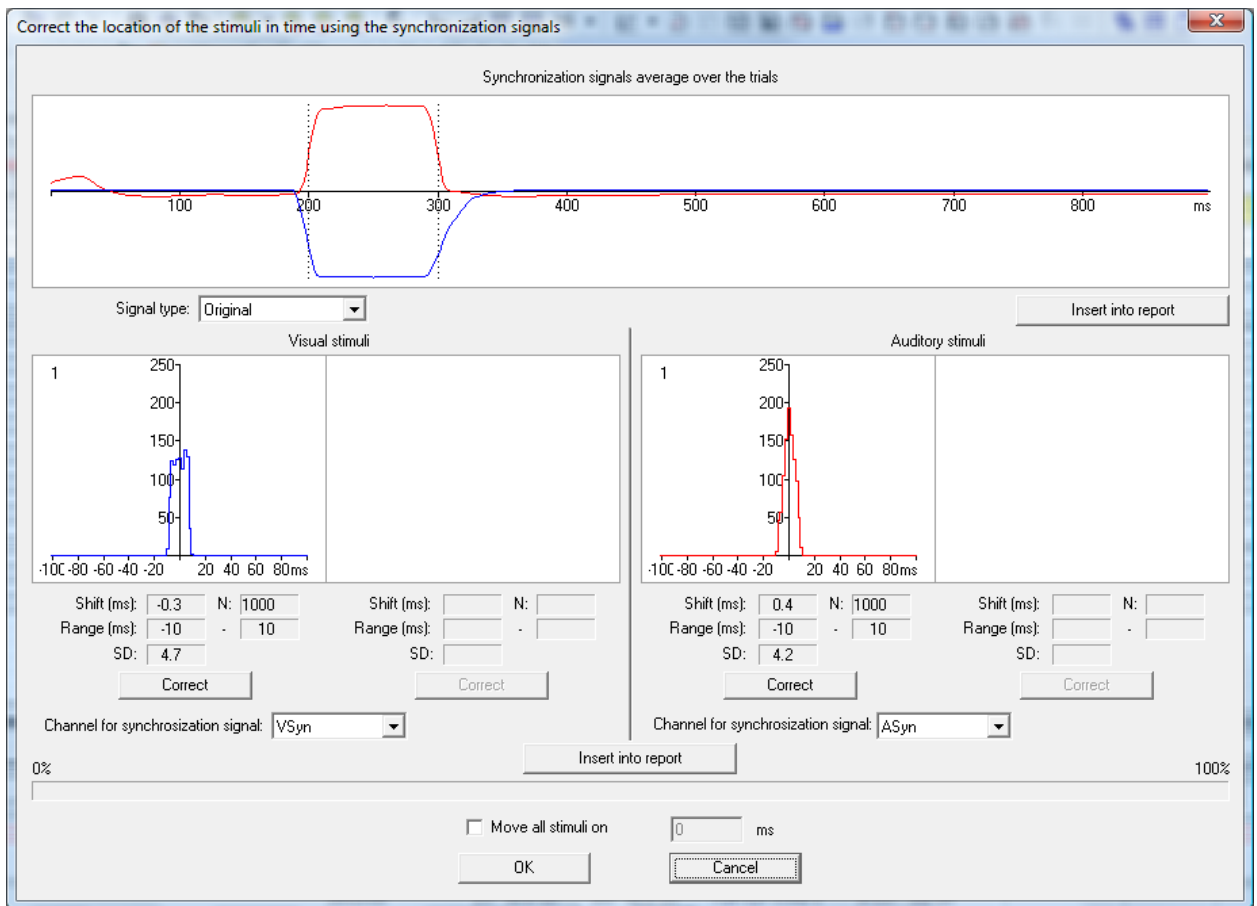 Correct the location of the stimuli in time using the synchronization signals
x
Synchronization signals average over the trials
100 200 300 400 500 600 700 800 ms
Signal type: Original
Insert into report
Visual stimuli
Auditory stimuli
1
250
200
150
100
50
-100 -80 -60 -40 -20 20 40 60 80ms
1
250
200
150
100
50
-100 -80 -60 -40 -20 20 40 60 80ms
Shift (ms): -0.3 N: 1000 Shift (ms): N: Shift (ms): 0.4 N: 1000 Shift (ms): N:
Range (ms): -10 - 10 Range (ms): - Range (ms): -10 - 10 Range (ms): -
SD: 4.7 SD: SD: 4.2 SD:
Correct Correct Correct Correct
Channel for synchrosization signal: VSyn Channel for synchrosization signal: ASyn
Insert into report
0% 100%
Move all stimuli on 0 ms
OK Cancel